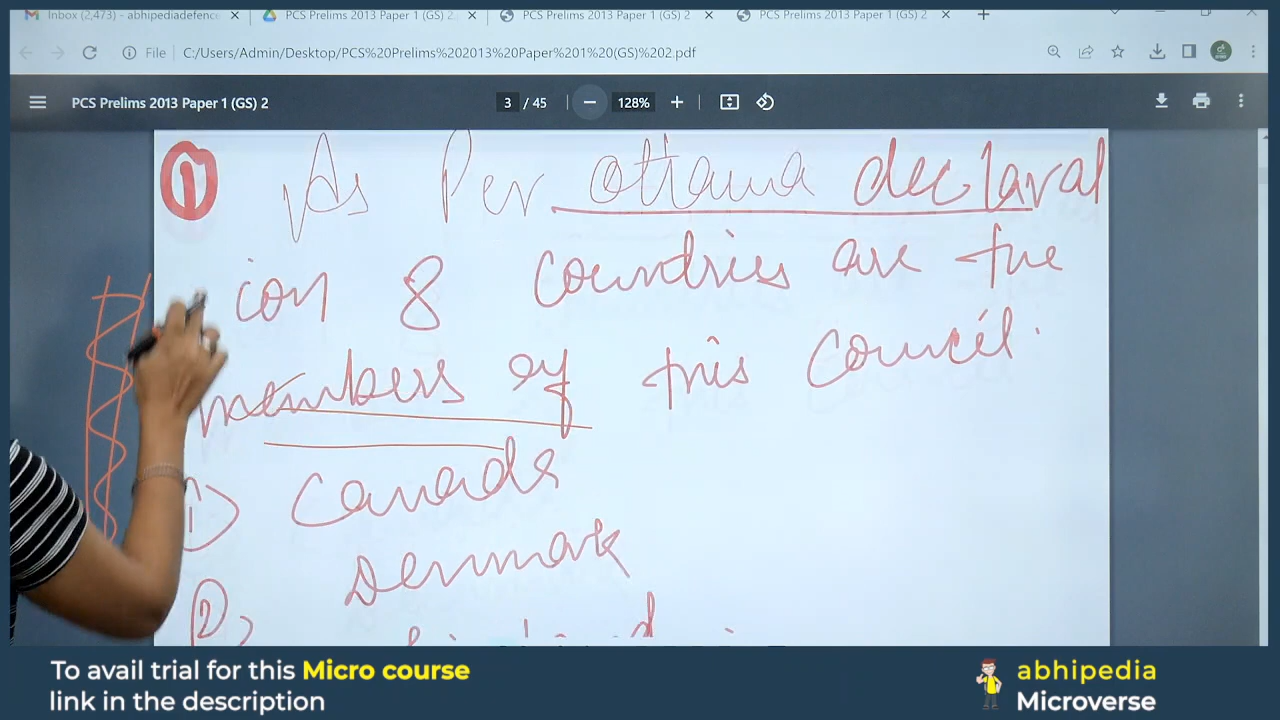 Inbox (2,473) - abhipediadefenc
PCS Prelims 2013 Paper 1 (GS) 2.
PCS Prelims 2013 Paper 1 (GS) 2
PCS Prelims 2013 Paper 1 (GS) 2
File C:/Users/Admin/Desktop/PCS%20Prelims%202013%20Paper%201%20(GS)%202.pdf
PCS Prelims 2013 Paper 1 (GS) 2 3 / 45 128%
1 As Per ottawa declarat
ion 8 countries are the
members of this Council.
1) Canada
2) Denmark
To avail trial for this Micro course
link in the description
abhipedia
Microverse